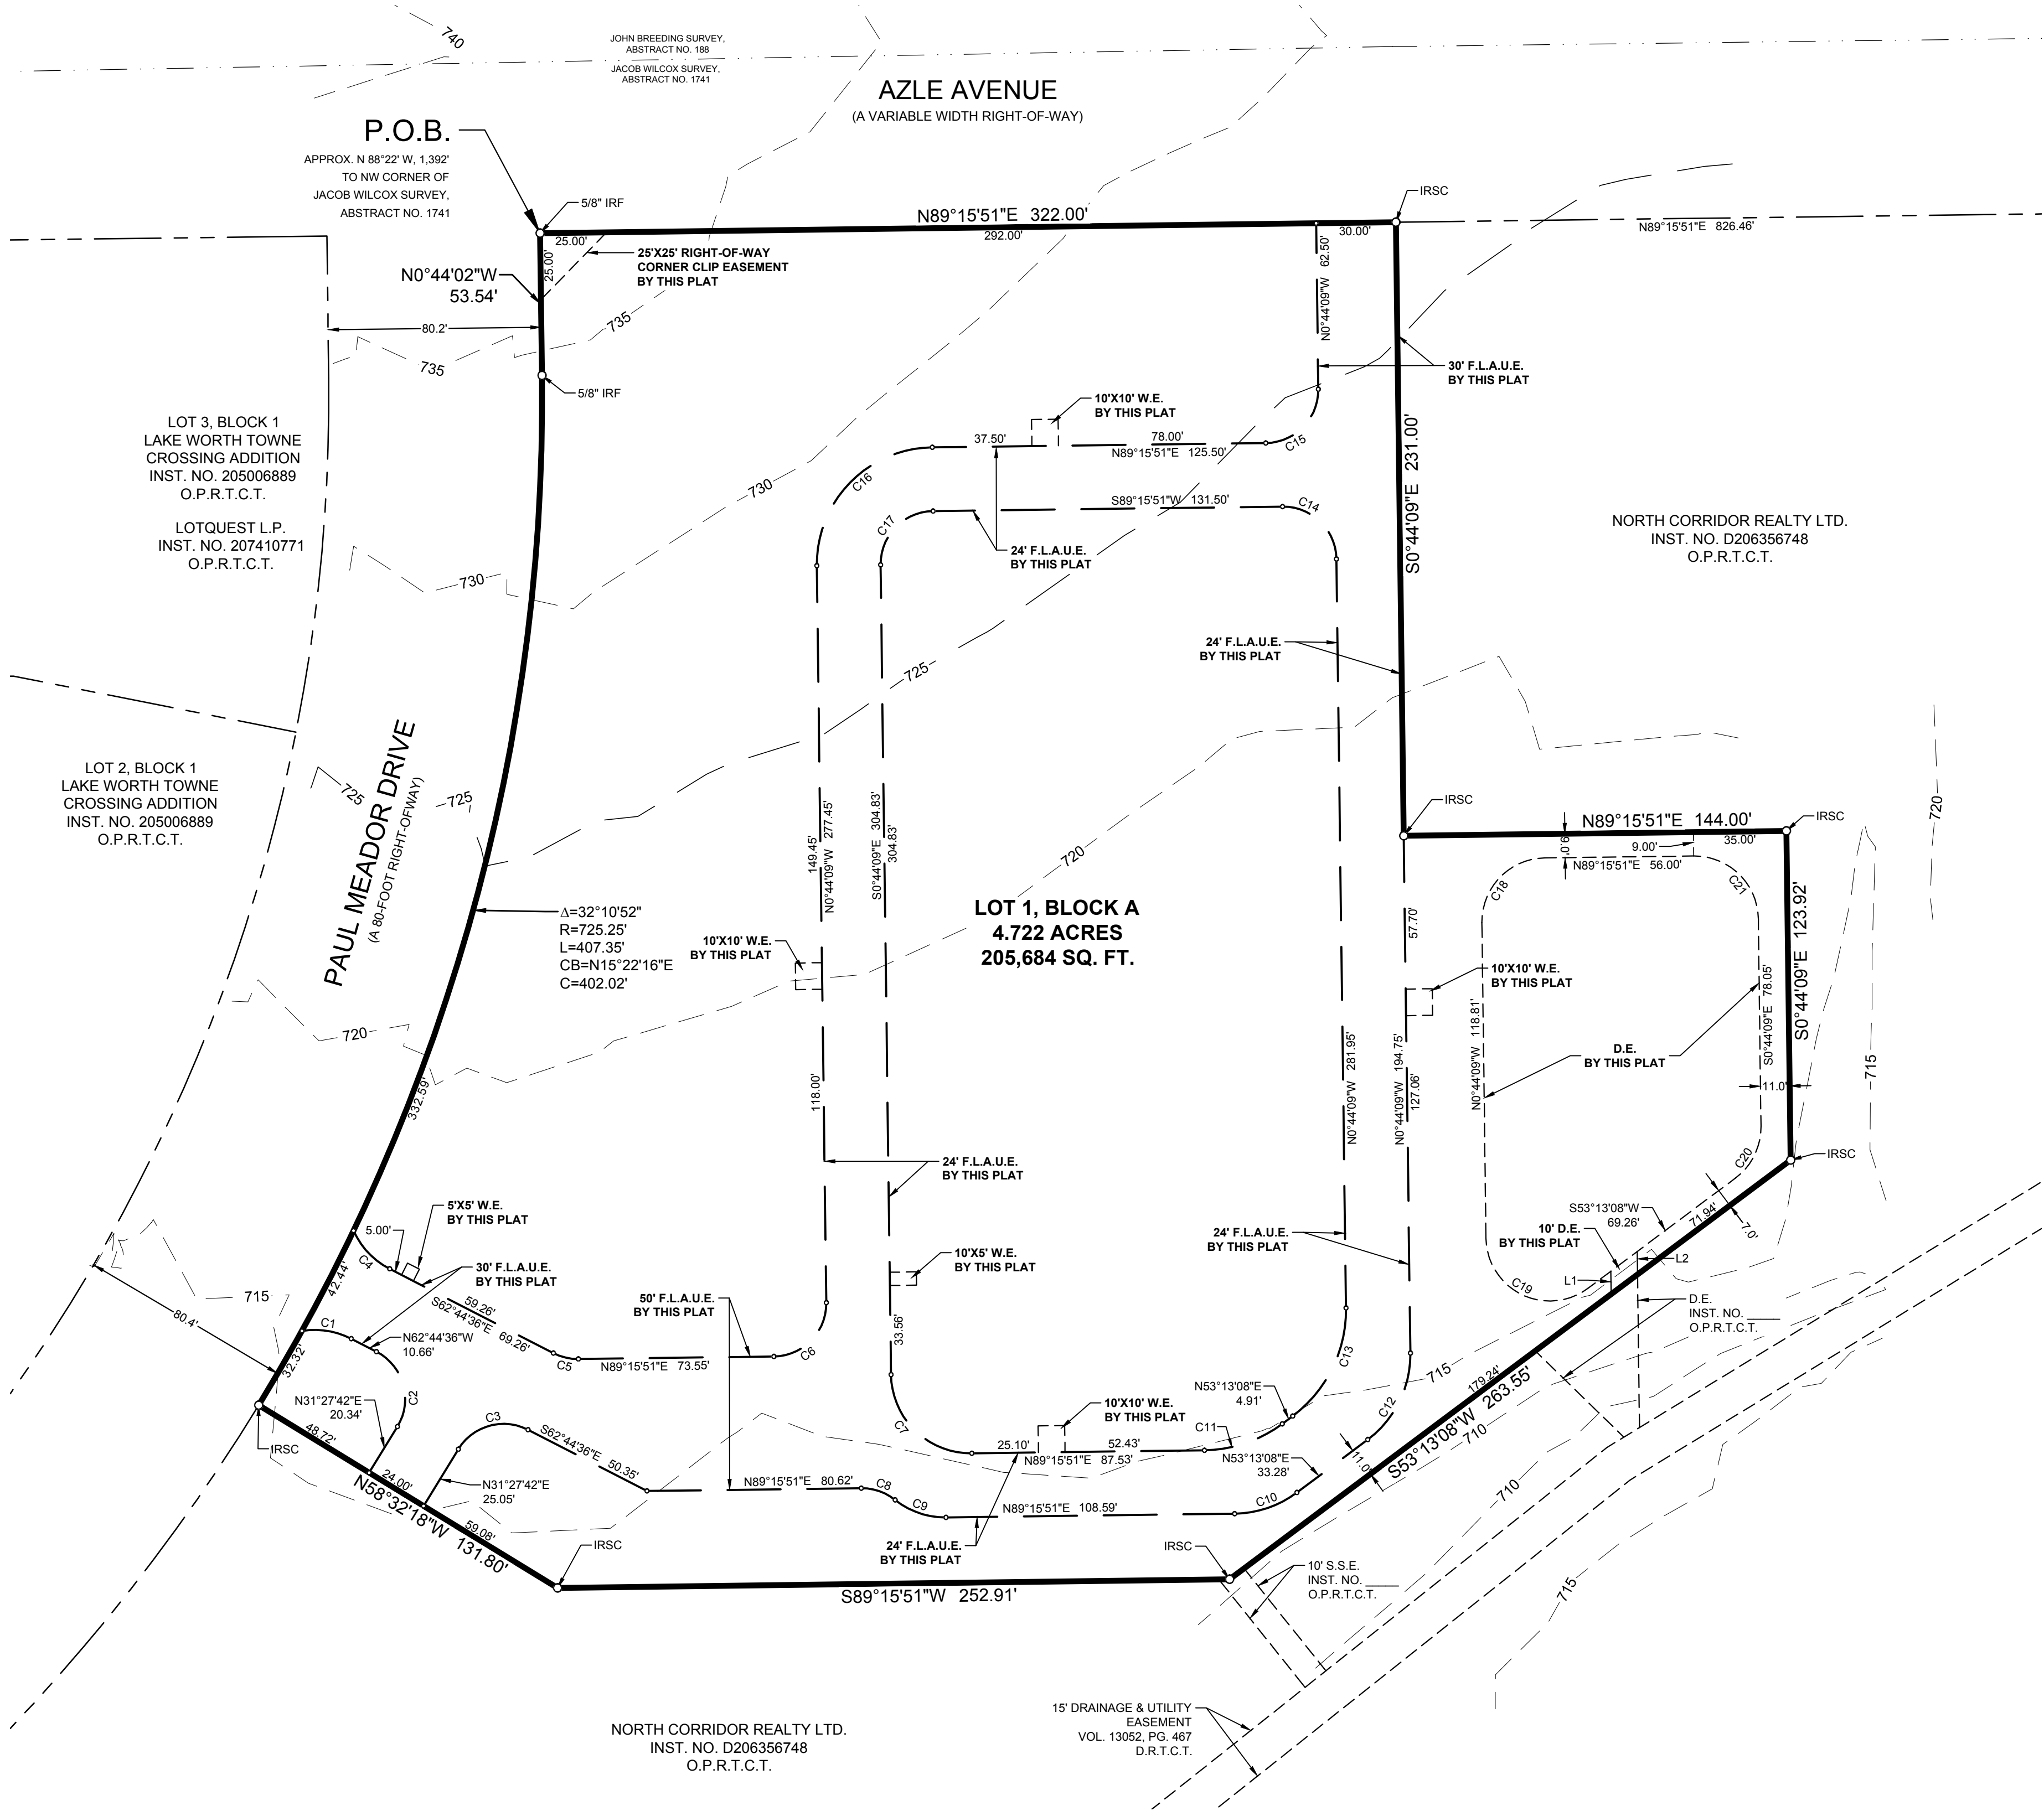 740
JOHN BREEDING SURVEY,
ABSTRACT NO. 188
JACOB WILCOX SURVEY,
ABSTRACT NO. 1741
AZLE AVENUE
(A VARIABLE WIDTH RIGHT-OF-WAY)
P.O.B.
APPROX. N 88°22' W, 1,392'
TO NW CORNER OF
JACOB WILCOX SURVEY,
ABSTRACT NO. 1741
5/8" IRF
N89°15'51"E 322.00'
IRSC
N89°15'51"E 826.46'
25.00'
292.00'
30.00'
25.00'
25'X25' RIGHT-OF-WAY
CORNER CLIP EASEMENT
BY THIS PLAT
N0°44'02"W
53.54'
N0°44'09"W 62.50'
80.2'
735
735
5/8" IRF
30' F.L.A.U.E.
BY THIS PLAT
10'X10' W.E.
BY THIS PLAT
LOT 3, BLOCK 1
LAKE WORTH TOWNE
CROSSING ADDITION
INST. NO. 205006889
O.P.R.T.C.T.
LOTQUEST L.P.
INST. NO. 207410771
O.P.R.T.C.T.
37.50'
78.00'
N89°15'51"E 125.50'
C15
C16
730
S89°15'51"W 131.50'
C14
C17
S0°44'09"E 231.00'
NORTH CORRIDOR REALTY LTD.
INST. NO. D206356748
O.P.R.T.C.T.
24' F.L.A.U.E.
BY THIS PLAT
730
24' F.L.A.U.E.
BY THIS PLAT
725
LOT 2, BLOCK 1
LAKE WORTH TOWNE
CROSSING ADDITION
INST. NO. 205006889
O.P.R.T.C.T.
PAUL MEADOR DRIVE
(A 80-FOOT RIGHT-OFWAY)
725
725
149.45'
N0°44'09"W 277.45'
S0°44'09"E 304.83'
304.83'
720
IRSC
N89°15'51"E 144.00'
IRSC
720
9.0'
9.00'
35.00'
N89°15'51"E 56.00'
C18
C21
Δ=32°10'52"
R=725.25'
L=407.35'
CB=N15°22'16"E
C=402.02'
LOT 1, BLOCK A
4.722 ACRES
205,684 SQ. FT.
10'X10' W.E.
BY THIS PLAT
57.70'
10'X10' W.E.
BY THIS PLAT
S0°44'09"E 123.92'
S0°44'09"E 78.05'
N0°44'09"W 118.81'
D.E.
BY THIS PLAT
11.0'
720
332.59'
118.00'
N0°44'09"W 281.95'
N0°44'09"W 194.75'
127.06'
715
24' F.L.A.U.E.
BY THIS PLAT
C20
IRSC
5'X5' W.E.
BY THIS PLAT
5.00'
C4
30' F.L.A.U.E.
BY THIS PLAT
10'X5' W.E.
BY THIS PLAT
24' F.L.A.U.E.
BY THIS PLAT
S53°13'08"W
69.26'
10' D.E.
BY THIS PLAT
71.94'
7.0'
L2
L1
C19
D.E.
INST. NO.
O.P.R.T.C.T.
42.44'
715
80.4'
59.26'
S62°44'36"E 69.26'
50' F.L.A.U.E.
BY THIS PLAT
C1
N62°44'36"W
10.66'
33.56'
C5
N89°15'51"E 73.55'
C6
C13
715
179.24'
32.32'
C2
N31°27'42"E
20.34'
N53°13'08"E
4.91'
10'X10' W.E.
BY THIS PLAT
C12
C3
S62°44'36"E 50.35'
C7
25.10'
52.43'
C11
N89°15'51"E 87.53'
S53°13'08"W 263.55'
710
11.0'
IRSC
48.72'
N53°13'08"E
33.28'
24.00'
N31°27'42"E
25.05'
N89°15'51"E 80.62'
C8
C9
N89°15'51"E 108.59'
C10
710
N58°32'18"W 131.80'
59.08'
IRSC
24' F.L.A.U.E.
BY THIS PLAT
IRSC
S89°15'51"W 252.91'
10' S.S.E.
INST. NO.
O.P.R.T.C.T.
715
15' DRAINAGE & UTILITY
EASEMENT
VOL. 13052, PG. 467
D.R.T.C.T.
NORTH CORRIDOR REALTY LTD.
INST. NO. D206356748
O.P.R.T.C.T.